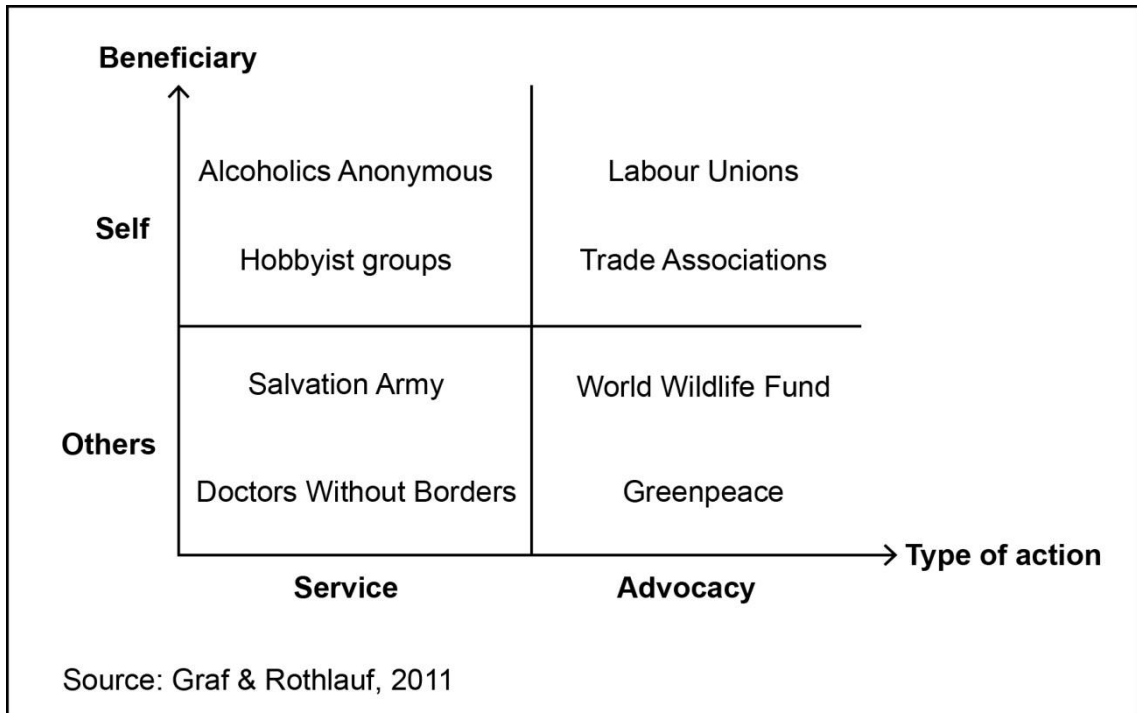 Beneficiary
Alcoholics Anonymous
Labour Unions
Self
Hobbyist groups
Trade Associations
Salvation Army
World Wildlife Fund
Others
Doctors Without Borders
Greenpeace
Type of action
Service
Advocacy
Source: Graf & Rothlauf, 2011